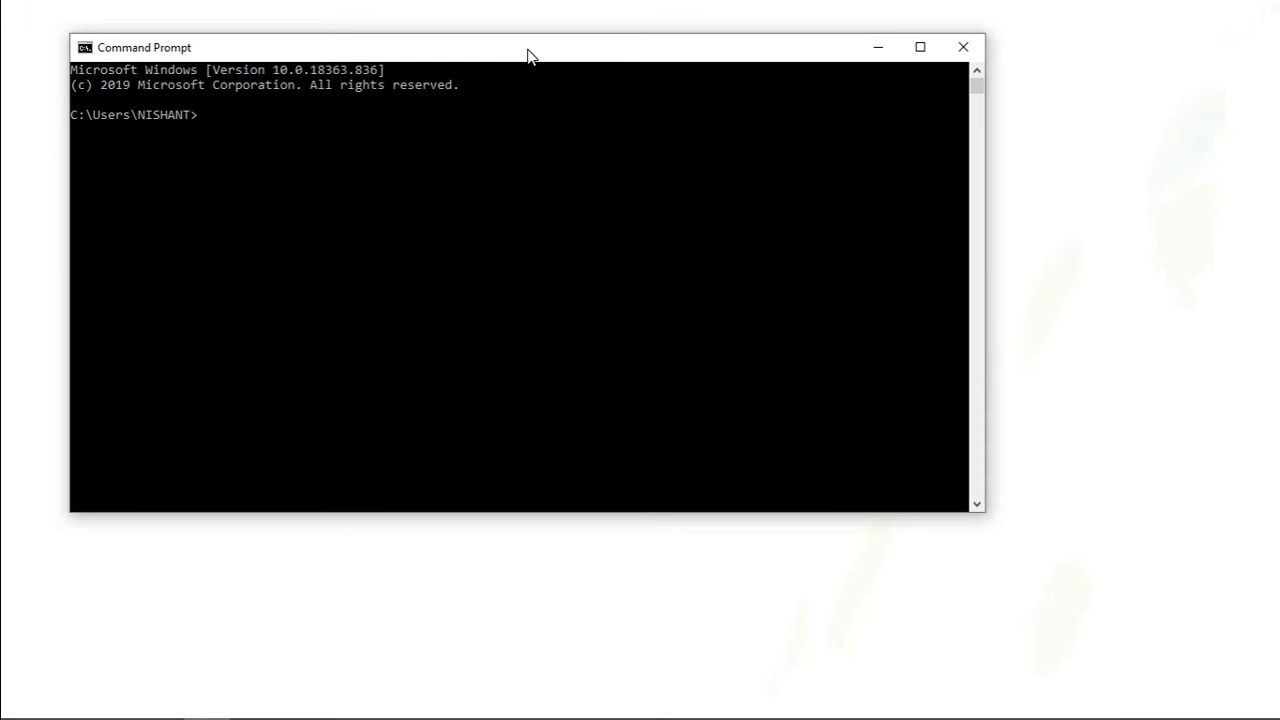 Command Prompt
Microsoft Windows [Version 10.0.18363.836]
(c) 2019 Microsoft Corporation. All rights reserved.
C:\Users\NISHANT>